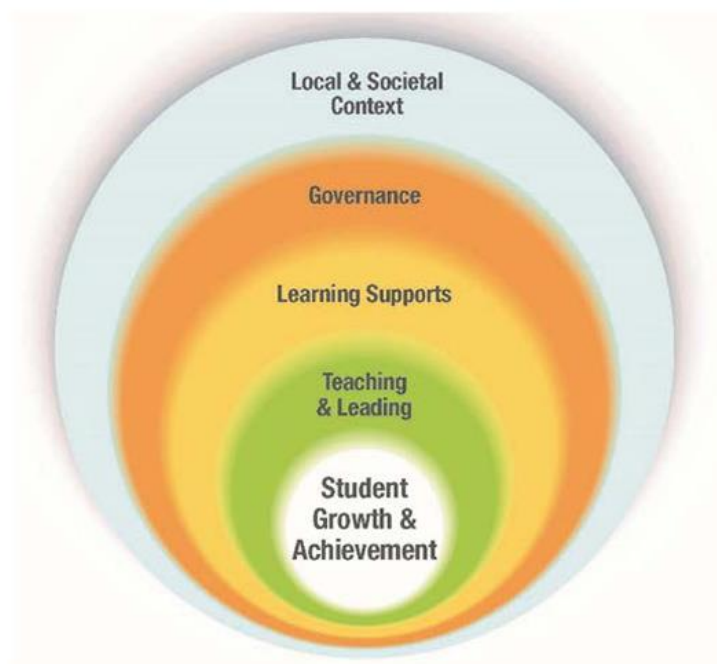 Local & Societal
Context
Governance
Learning Supports
Teaching
& Leading
Student
Growth &
Achievement